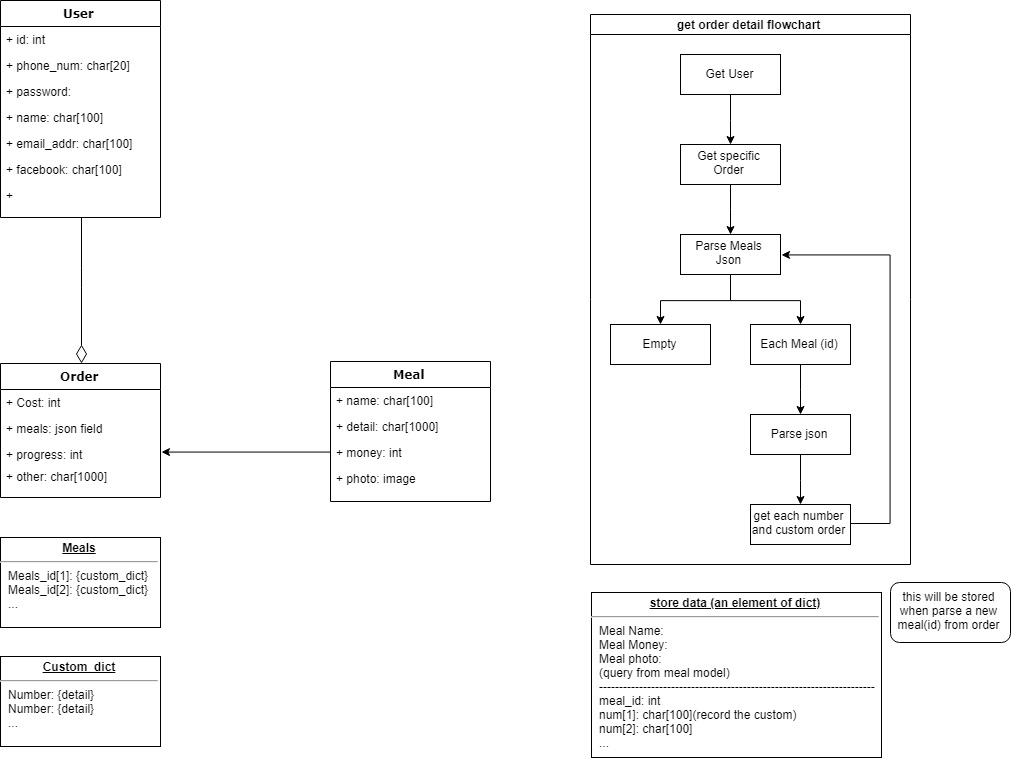 User
+ id: int
+ phone_num: char[20]
+ password:
+ name: char[100]
+ email_addr: char[100]
+ facebook: char[100]
+
Order
+ Cost: int
+ meals: json field
+ progress: int
+ other: char[1000]
Meal
+ name: char[100]
+ detail: char[1000]
+ money: int
+ photo: image
Meals
Meals_id[1]: {custom_dict}
Meals_id[2]: {custom_dict}
...
Custom_dict
Number: {detail}
Number: {detail}
...
get order detail flowchart
Get User
Get specific
Order
Parse Meals
Json
Empty
Each Meal (id)
Parse json
get each number
and custom order
store data (an element of dict)
Meal Name:
Meal Money:
Meal photo:
(query from meal model)
---------------------------------------------------------------------
meal_id: int
num[1]: char[100](record the custom)
num[2]: char[100]
...
this will be stored
when parse a new
meal(id) from order